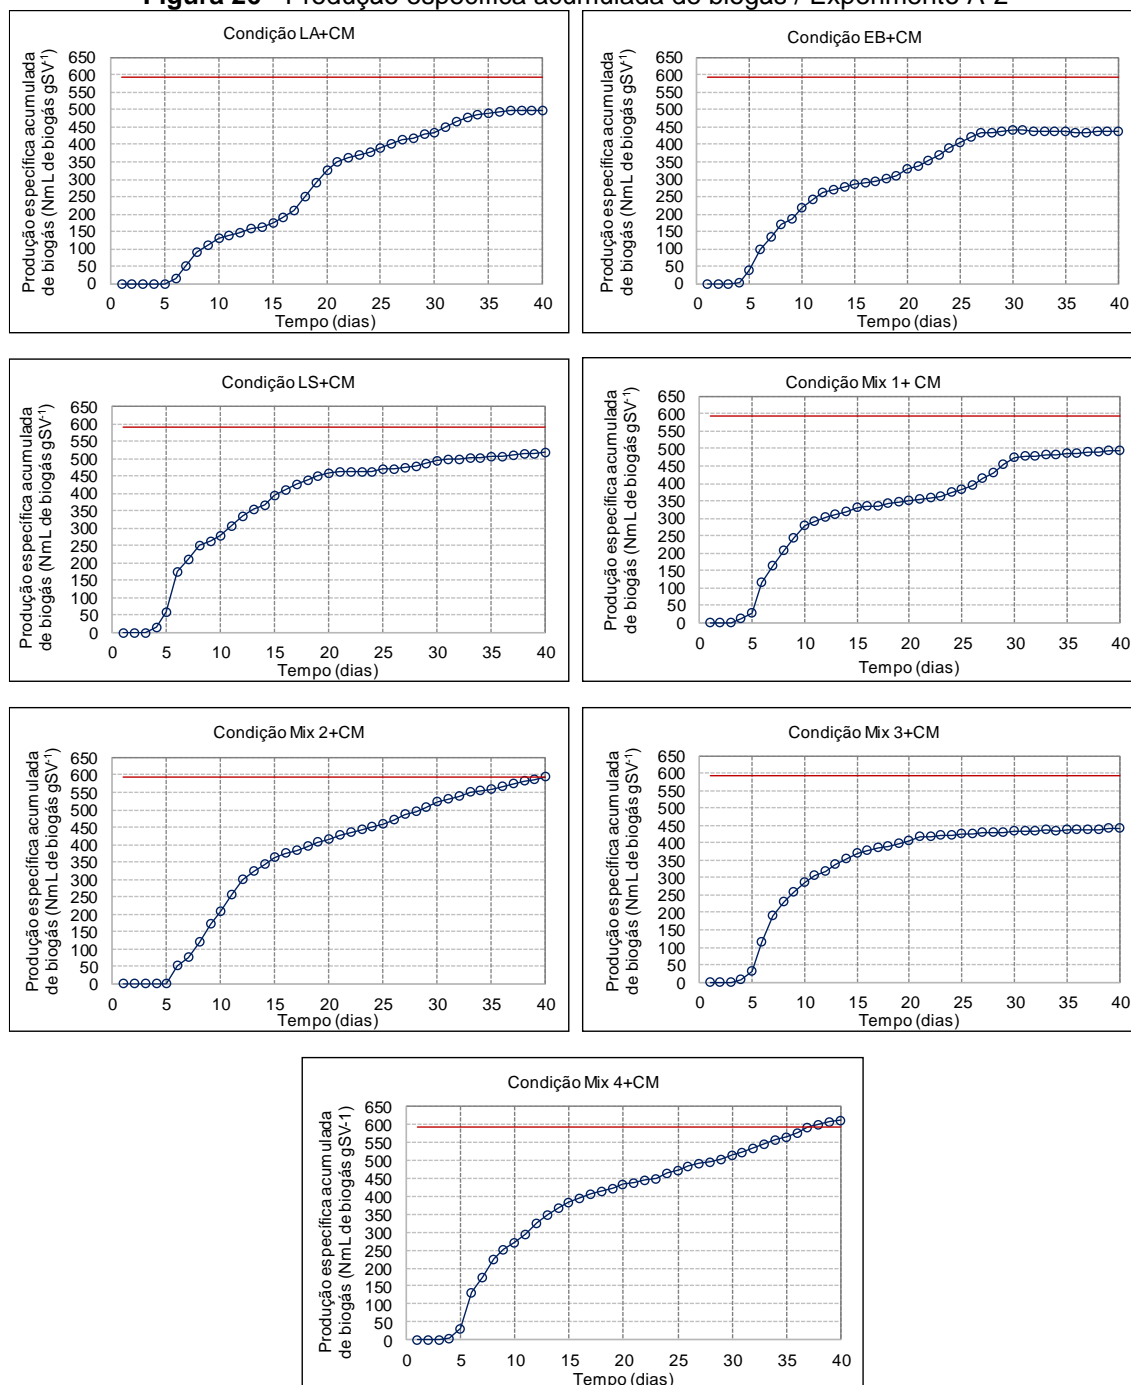 Figura 26 - Produção específica acumulada de biogás / Experimento A-2
Condição LA+CM
Produção específica acumulada
de biogás (NmL de biogás gSV-1)
650
600
550
500
450
400
350
300
250
200
150
100
50
0
0 5 10 15 20 25 30 35 40
Tempo (dias)
Condição EB+CM
Produção específica acumulada
de biogás (NmL de biogás gSV-1)
650
600
550
500
450
400
350
300
250
200
150
100
50
0
0 5 10 15 20 25 30 35 40
Tempo (dias)
Condição LS+CM
Produção específica acumulada
de biogás (NmL de biogás gSV-1)
650
600
550
500
450
400
350
300
250
200
150
100
50
0
0 5 10 15 20 25 30 35 40
Tempo (dias)
Condição Mix 1+ CM
Produção específica acumulada
de biogás (NmL de biogás gSV-1)
650
600
550
500
450
400
350
300
250
200
150
100
50
0
0 5 10 15 20 25 30 35 40
Tempo (dias)
Condição Mix 2+CM
Produção específica acumulada
de biogás (NmL de biogás gSV-1)
650
600
550
500
450
400
350
300
250
200
150
100
50
0
0 5 10 15 20 25 30 35 40
Tempo (dias)
Condição Mix 3+CM
Produção específica acumulada
de biogás (NmL de biogás gSV-1)
650
600
550
500
450
400
350
300
250
200
150
100
50
0
0 5 10 15 20 25 30 35 40
Tempo (dias)
Condição Mix 4+CM
Produção específica acumulada
de biogás (NmL de biogás gSV-1)
650
600
550
500
450
400
350
300
250
200
150
100
50
0
0 5 10 15 20 25 30 35 40
Tempo (dias)